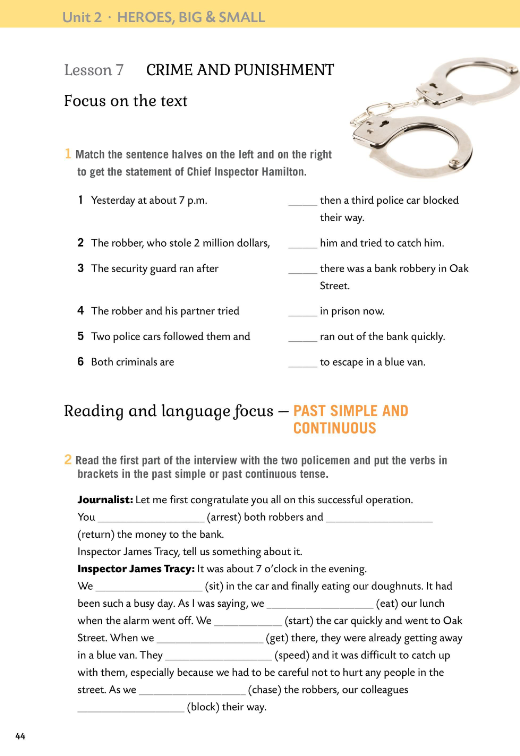 Unit 2 · HEROES, BIG & SMALL
Lesson 7 CRIME AND PUNISHMENT
Focus on the text
1 Match the sentence halves on the left and on the right
to get the statement of Chief Inspector Hamilton.
1 Yesterday at about 7 p.m. _____ then a third police car blocked
their way.
2 The robber, who stole 2 million dollars, _____ him and tried to catch him.
3 The security guard ran after _____ there was a bank robbery in Oak
Street.
4 The robber and his partner tried _____ in prison now.
5 Two police cars followed them and _____ ran out of the bank quickly.
6 Both criminals are _____ to escape in a blue van.
Reading and language focus – PAST SIMPLE AND
CONTINUOUS
2 Read the first part of the interview with the two policemen and put the verbs in
brackets in the past simple or past continuous tense.
Journalist: Let me first congratulate you all on this successful operation.
You ___________________ (arrest) both robbers and ___________________
(return) the money to the bank.
Inspector James Tracy, tell us something about it.
Inspector James Tracy: It was about 7 o'clock in the evening.
We ___________________ (sit) in the car and finally eating our doughnuts. It had
been such a busy day. As I was saying, we ___________________ (eat) our lunch
when the alarm went off. We ____________ (start) the car quickly and went to Oak
Street. When we ___________________ (get) there, they were already getting away
in a blue van. They ___________________ (speed) and it was difficult to catch up
with them, especially because we had to be careful not to hurt any people in the
street. As we ___________________ (chase) the robbers, our colleagues
___________________ (block) their way.
44